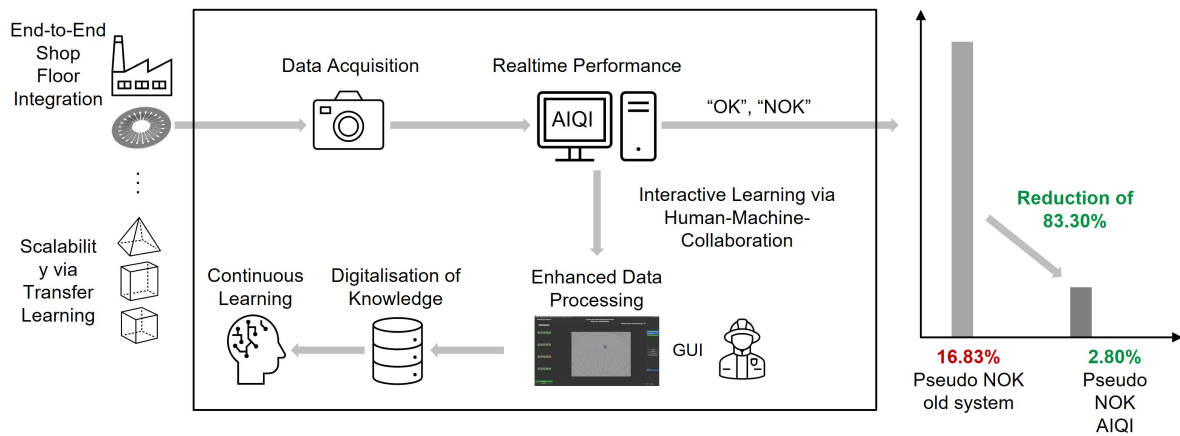 End-to-End
Shop
Floor
Integration
Scalabilit
y via
Transfer
Learning
Data Acquisition
Realtime Performance
AIQI
“OK”, “NOK”
Interactive Learning via
Human-Machine-
Collaboration
Continuous
Learning
Digitalisation of
Knowledge
Enhanced Data
Processing
GUI
Reduction of
83.30%
16.83%
Pseudo NOK
old system
2.80%
Pseudo
NOK
AIQI